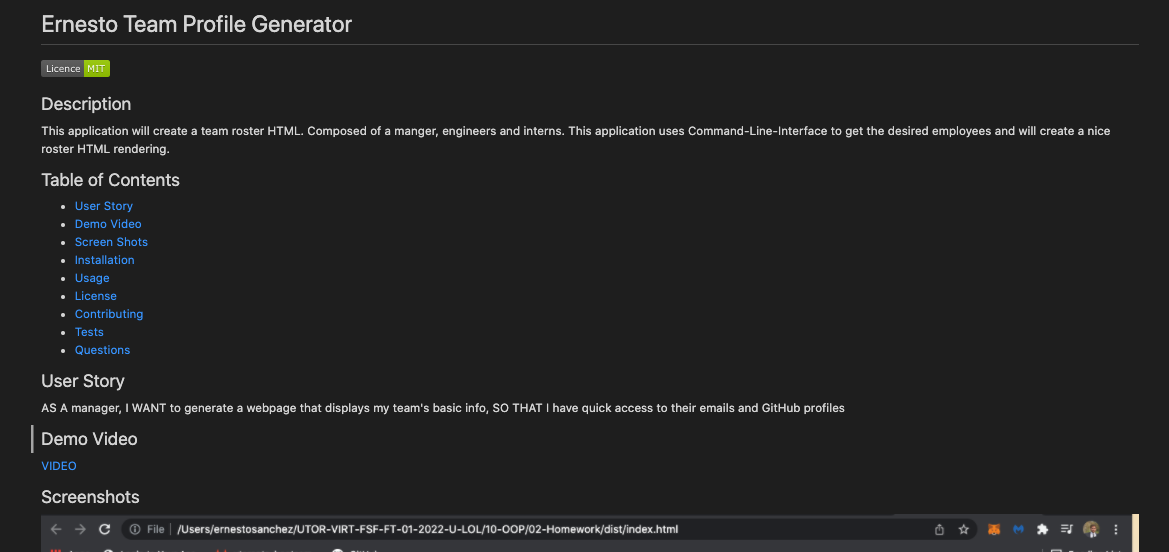 Ernesto Team Profile Generator
Licence MIT
Description
This application will create a team roster HTML. Composed of a manger, engineers and interns. This application uses Command-Line-Interface to get the desired employees and will create a nice
roster HTML rendering.
Table of Contents
User Story
Demo Video
Screen Shots
Installation
Usage
License
Contributing
Tests
Questions
User Story
AS A manager, I WANT to generate a webpage that displays my team's basic info, SO THAT I have quick access to their emails and GitHub profiles
Demo Video
VIDEO
Screenshots
File /Users/ernestosanchez/UTOR-VIRT-FSF-FT-01-2022-U-LOL/10-OOP/02-Homework/dist/index.html